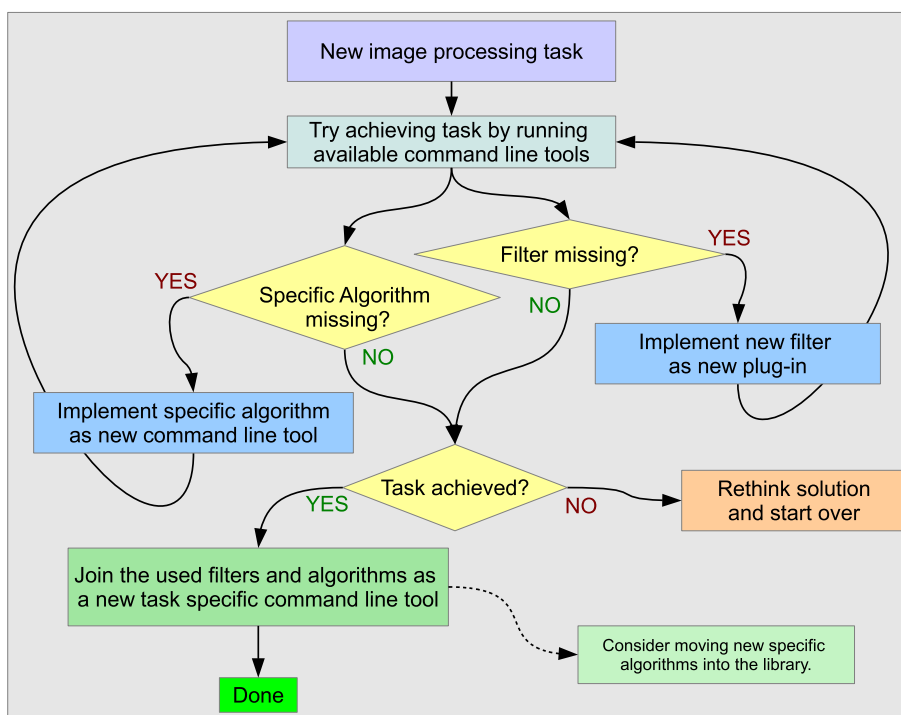 New image processing task
Try achieving task by running
available command line tools
Filter missing?
YES
NO
Specific Algorithm
missing?
YES
NO
Implement new filter
as new plug-in
Implement specific algorithm
as new command line tool
Task achieved?
YES
NO
Rethink solution
and start over
Join the used filters and algorithms as
a new task specific command line tool
Consider moving new specific
algorithms into the library.
Done